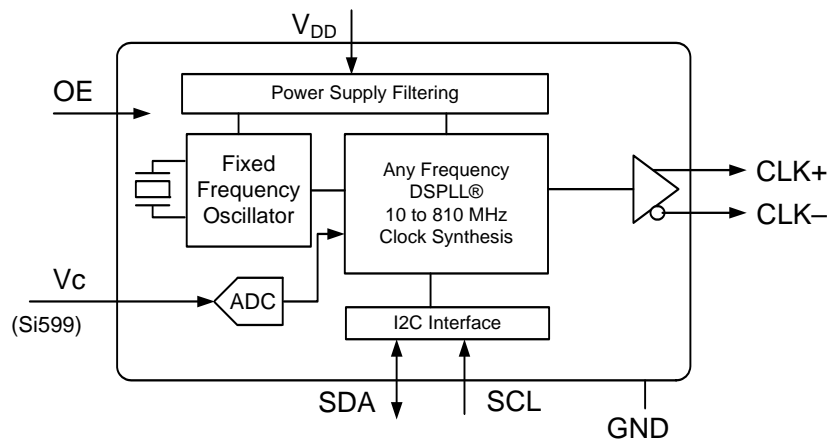 VDD
OE
Power Supply Filtering
Fixed
Frequency
Oscillator
Any Frequency
DSPLL®
10 to 810 MHz
Clock Synthesis
CLK+
CLK–
Vc
(Si599)
ADC
I2C Interface
SDA
SCL
GND